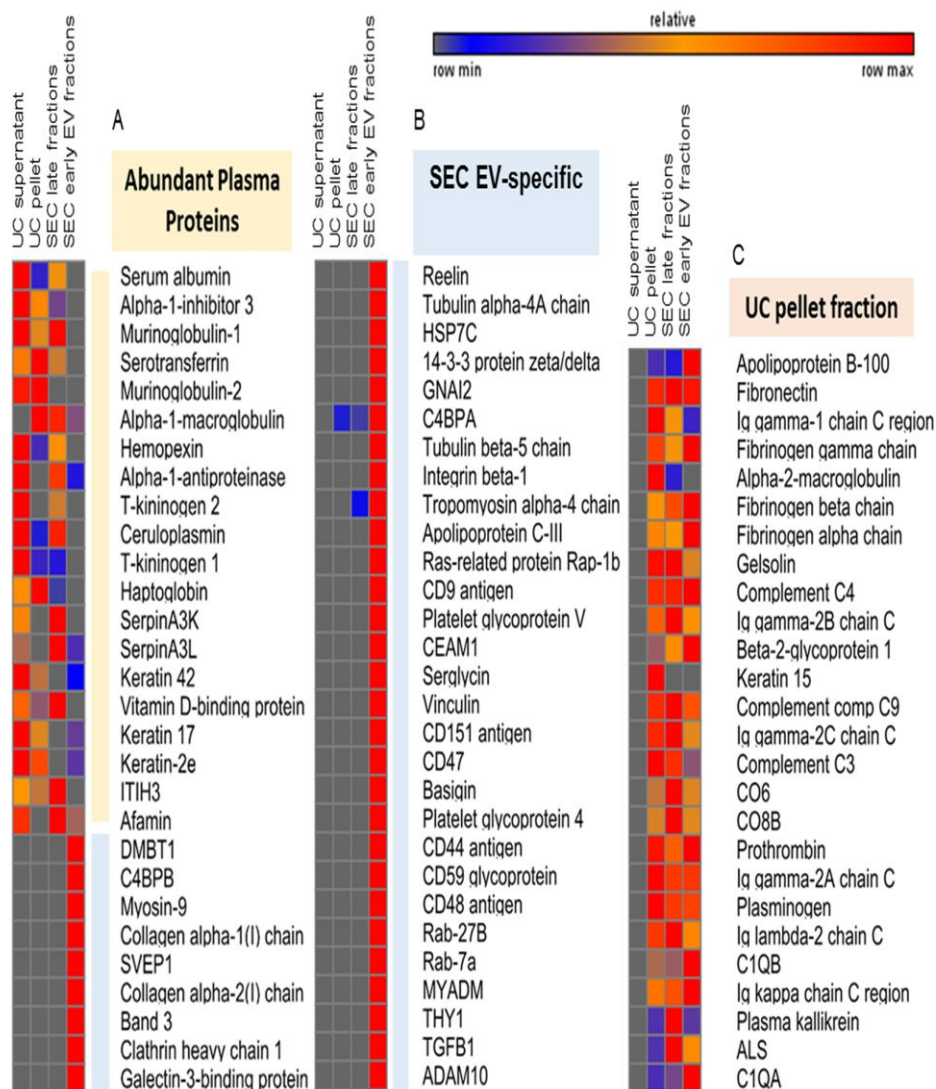 relative
row min
row max
UC supernatant
UC pellet
SEC late fractions
SEC early EV fractions
A
Abundant Plasma
Proteins
Serum albumin
Alpha-1-inhibitor 3
Murinoglobulin-1
Serotransferrin
Murinoglobulin-2
Alpha-1-macroglobulin
Hemopexin
Alpha-1-antiproteinase
T-kininogen 2
Ceruloplasmin
T-kininogen 1
Haptoglobin
SerpinA3K
SerpinA3L
Keratin 42
Vitamin D-binding protein
Keratin 17
Keratin-2e
ITIH3
Afamin
DMBT1
C4BPB
Myosin-9
Collagen alpha-1(I) chain
SVEP1
Collagen alpha-2(I) chain
Band 3
Clathrin heavy chain 1
Galectin-3-binding protein
UC supernatant
UC pellet
SEC late fractions
SEC early EV fractions
B
SEC EV-specific
Reelin
Tubulin alpha-4A chain
HSP7C
14-3-3 protein zeta/delta
GNAI2
C4BPA
Tubulin beta-5 chain
Integrin beta-1
Tropomyosin alpha-4 chain
Apolipoprotein C-III
Ras-related protein Rap-1b
CD9 antigen
Platelet glycoprotein V
CEAM1
Serglycin
Vinculin
CD151 antigen
CD47
Basigin
Platelet glycoprotein 4
CD44 antigen
CD59 glycoprotein
CD48 antigen
Rab-27B
Rab-7a
MYADM
THY1
TGFB1
ADAM10
UC supernatant
UC pellet
SEC late fractions
SEC early EV fractions
C
UC pellet fraction
Apolipoprotein B-100
Fibronectin
Ig gamma-1 chain C region
Fibrinogen gamma chain
Alpha-2-macroglobulin
Fibrinogen beta chain
Fibrinogen alpha chain
Gelsolin
Complement C4
Ig gamma-2B chain C
Beta-2-glycoprotein 1
Keratin 15
Complement comp C9
Ig gamma-2C chain C
Complement C3
CO6
CO8B
Prothrombin
Ig gamma-2A chain C
Plasminogen
Ig lambda-2 chain C
C1QB
Ig kappa chain C region
Plasma kallikrein
ALS
C1QA